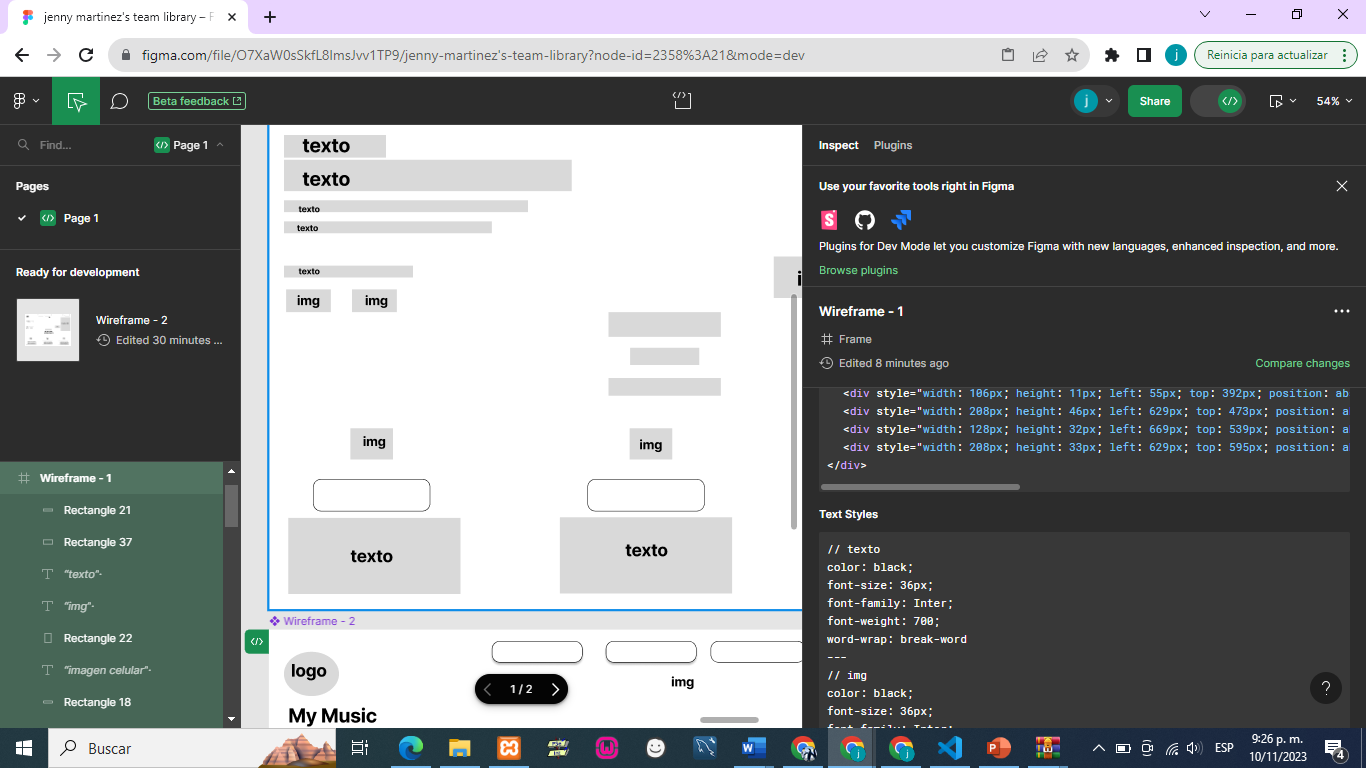 jenny martinez's team library – F
figma.com/file/O7XaW0sSkfL8ImsJvv1TP9/jenny-martinez's-team-library?node-id=2358%3A21&mode=dev
j
Reinicia para actualizar
Beta feedback
j
Share
54%
Find...
Page 1
Pages
Page 1
Ready for development
Wireframe - 2
Edited 30 minutes ...
Wireframe - 1
Rectangle 21
Rectangle 37
"texto"
"img"
Rectangle 22
"imagen celular"
Rectangle 18
texto
texto
texto
texto
texto
img
img
img
img
texto
texto
Wireframe - 2
logo
img
My Music
1 / 2
Inspect
Plugins
Use your favorite tools right in Figma
Plugins for Dev Mode let you customize Figma with new languages, enhanced inspection, and more.
Browse plugins
Wireframe - 1
Frame
Edited 8 minutes ago
Compare changes
<div style="width: 106px; height: 11px; left: 55px; top: 392px; position: ab
<div style="width: 208px; height: 46px; left: 629px; top: 473px; position: a
<div style="width: 128px; height: 32px; left: 669px; top: 539px; position: a
<div style="width: 208px; height: 33px; left: 629px; top: 595px; position: a
</div>
Text Styles
// texto
color: black;
font-size: 36px;
font-family: Inter;
font-weight: 700;
word-wrap: break-word
---
// img
color: black;
font-size: 36px;
font-family: Inter;
?
Buscar
ESP
9:26 p. m.
10/11/2023
4